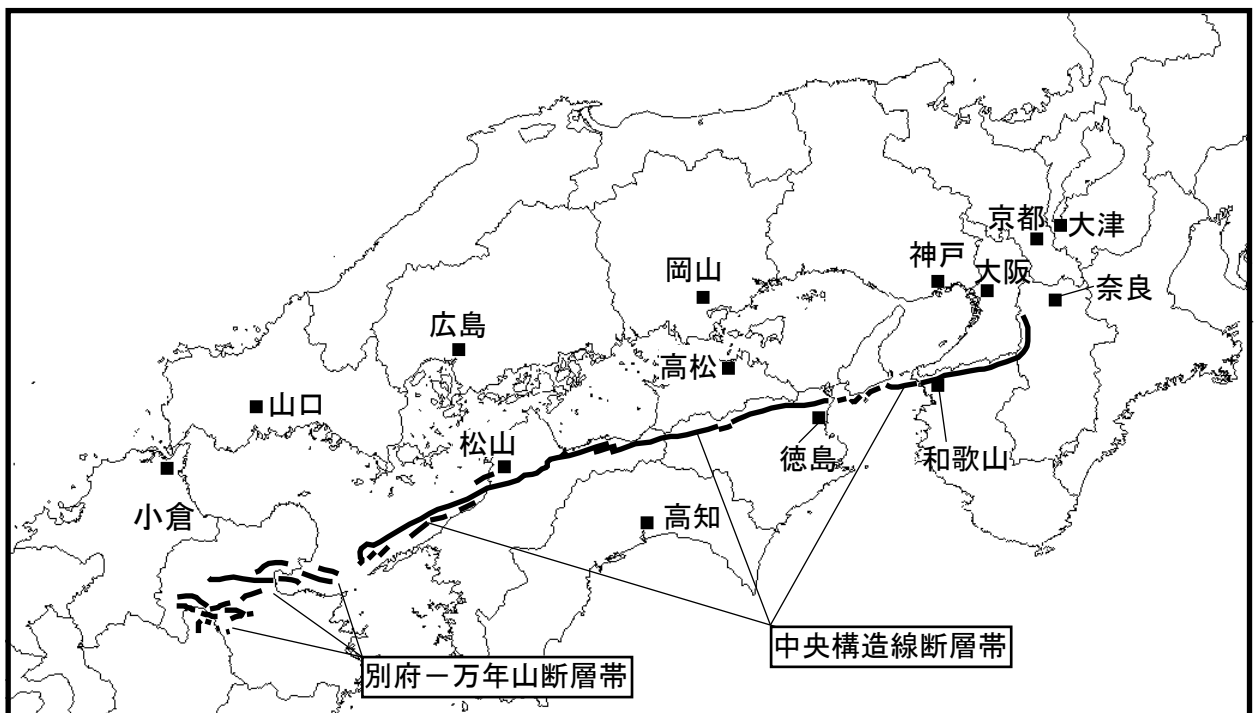 京都
大津
神戸
大阪
奈良
岡山
広島
高松
山口
松山
徳島
和歌山
小倉
高知
中央構造線断層帯
別府－万年山断層帯